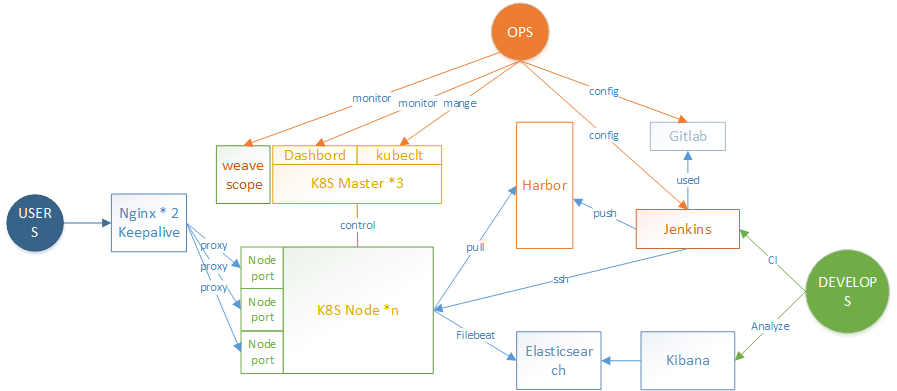 OPS
monitor
monitor
mange
config
config
Gitlab
weave
scope
Dashbord
kubeclt
K8S Master *3
Harbor
used
USER
S
Nginx * 2
Keepalive
control
push
Jenkins
proxy
proxy
proxy
Node
port
Node
port
Node
port
K8S Node *n
pull
ssh
CI
DEVELOP
S
Filebeat
Analyze
Elasticsear
ch
Kibana